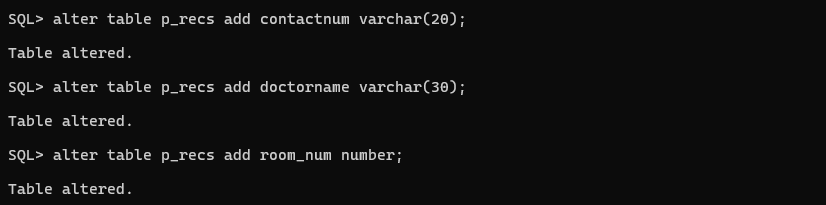 SQL> alter table p_recs add contactnum varchar(20);
Table altered.
SQL> alter table p_recs add doctorname varchar(30);
Table altered.
SQL> alter table p_recs add room_num number;
Table altered.